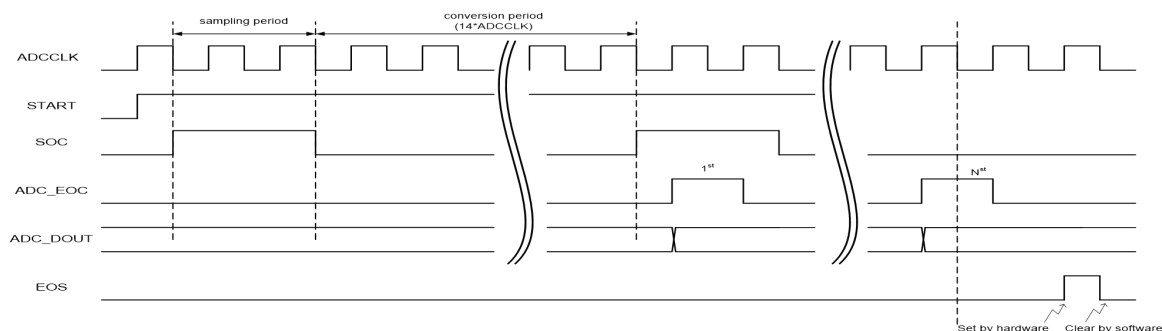 sampling period
conversion period
(14*ADCCLK)
ADCCLK
START
SOC
ADC_EOC
1st
Nst
ADC_DOUT
EOS
Set by hardware
Clear by software